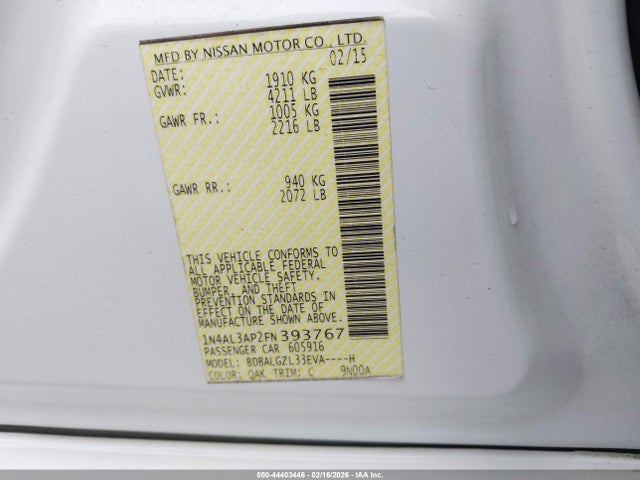 MFD BY NISSAN MOTOR CO., LTD.
DATE: 02/15
GVWR: 1910 KG
4211 LB
GAWR FR.: 1005 KG
2216 LB
GAWR RR.: 940 KG
2072 LB
THIS VEHICLE CONFORMS TO
ALL APPLICABLE FEDERAL
MOTOR VEHICLE SAFETY,
BUMPER, AND THEFT
PREVENTION STANDARDS IN
EFFECT ON THE DATE OF
MANUFACTURE SHOWN ABOVE.
1N4AL3AP2FN393767
PASSENGER CAR 605916
MODEL: BDBALGZL33EVA----H
COLOR: QAK TRIM: C 9N00A
000-44403446 - 02/16/2026 - IAA Inc.